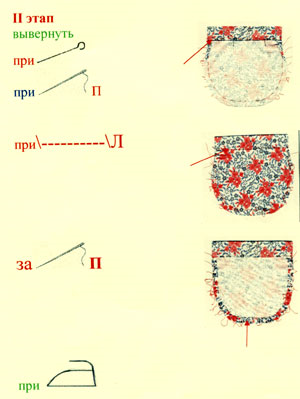 II этап
вывернуть
при
при П
при\----------\Л
за П
при